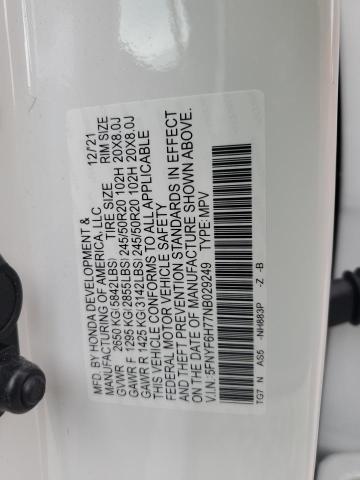 MFD. BY HONDA DEVELOPMENT & 12/'21
MANUFACTURING OF AMERICA, LLC
GVWR 2650 KG(5842LBS) TIRE SIZE RIM SIZE
GAWR F 1295 KG(2855LBS) 245/50R20 102H 20X8.0J
GAWR R 1425 KG(3142LBS) 245/50R20 102H 20X8.0J
THIS VEHICLE CONFORMS TO ALL APPLICABLE
FEDERAL MOTOR VEHICLE SAFETY
AND THEFT PREVENTION STANDARDS IN EFFECT
ON THE DATE OF MANUFACTURE SHOWN ABOVE.
V.I.N: 5FNYF6H77NB029249 TYPE: MPV
TG7 N AS5 -NH883P -Z -B